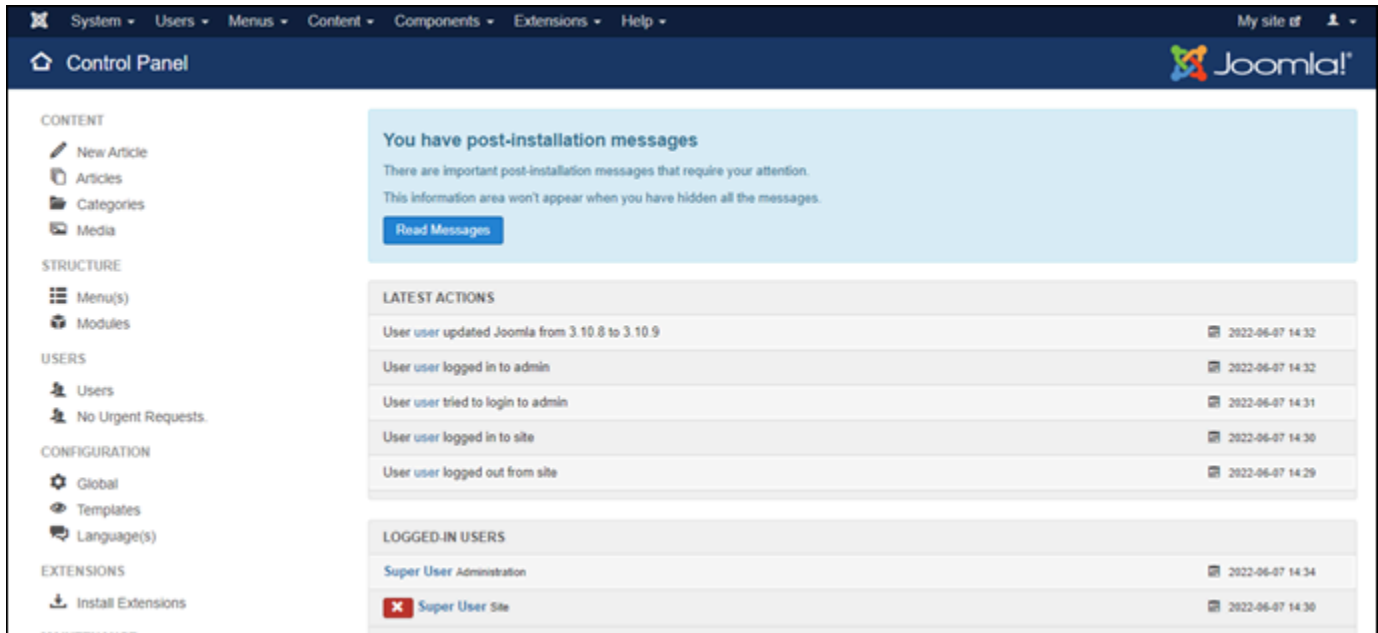 System Users Menus Content Components Extensions Help My site
Control Panel Joomla!
CONTENT
New Article
Articles
Categories
Media
STRUCTURE
Menu(s)
Modules
USERS
Users
No Urgent Requests.
CONFIGURATION
Global
Templates
Language(s)
EXTENSIONS
Install Extensions
MAINTENANCE
You have post-installation messages
There are important post-installation messages that require your attention.
This information area won't appear when you have hidden all the messages.
Read Messages
LATEST ACTIONS
User user updated Joomla from 3.10.8 to 3.10.9 2022-06-07 14:32
User user logged in to admin 2022-06-07 14:32
User user tried to login to admin 2022-06-07 14:31
User user logged in to site 2022-06-07 14:30
User user logged out from site 2022-06-07 14:29
LOGGED-IN USERS
Super User Administration 2022-06-07 14:34
Super User Site 2022-06-07 14:30